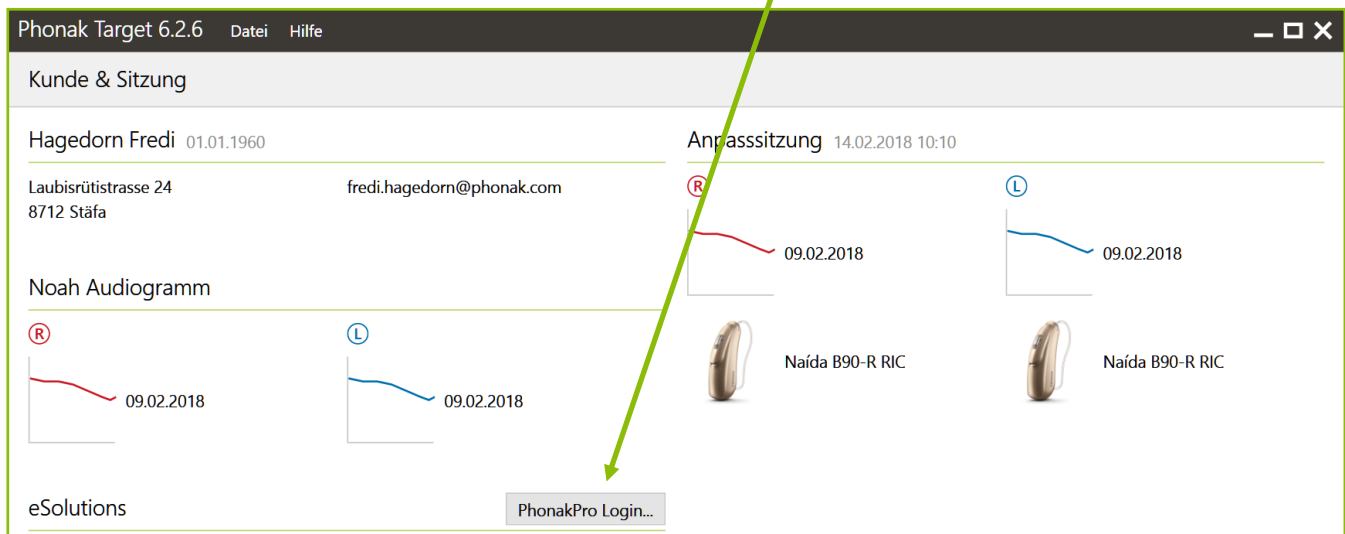 Phonak Target 6.2.6 Datei Hilfe
Kunde & Sitzung
Hagedorn Fredi 01.01.1960
Laubisrütistrasse 24
8712 Stäfa
fredi.hagedorn@phonak.com
Noah Audiogramm
R L
09.02.2018 09.02.2018
eSolutions PhonakPro Login...
Anpasssitzung 14.02.2018 10:10
R L
09.02.2018 09.02.2018
Naída B90-R RIC Naída B90-R RIC